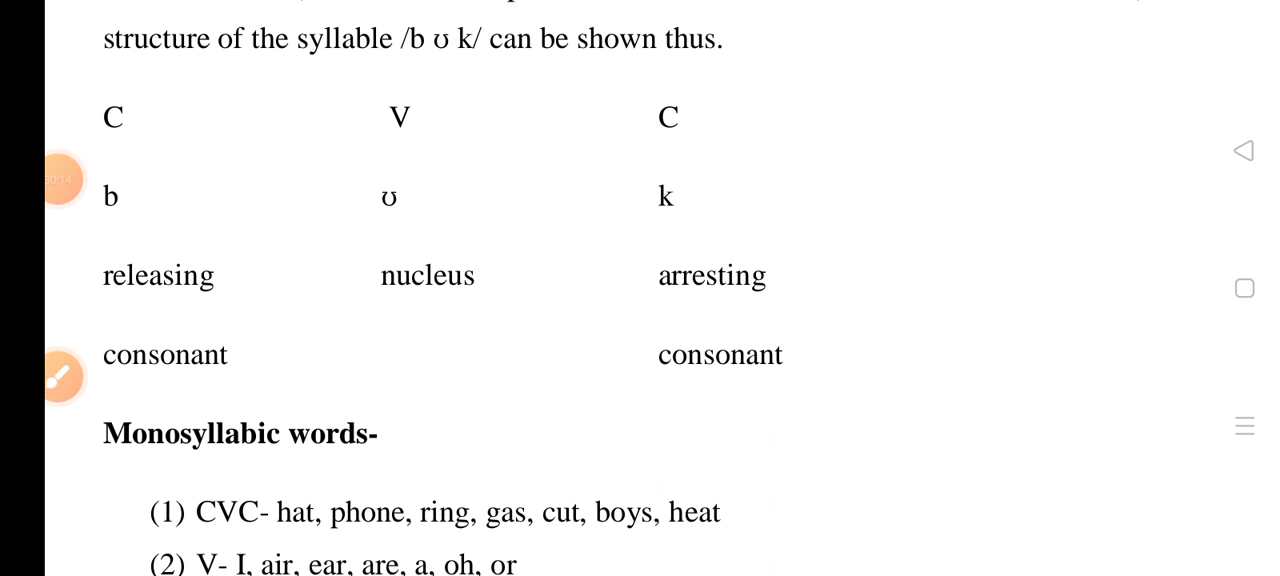 structure of the syllable /b ʊ k/ can be shown thus.
C V C
b ʊ k
releasing nucleus arresting
consonant consonant
Monosyllabic words-
(1) CVC- hat, phone, ring, gas, cut, boys, heat
(2) V- I, air, ear, are, a, oh, or